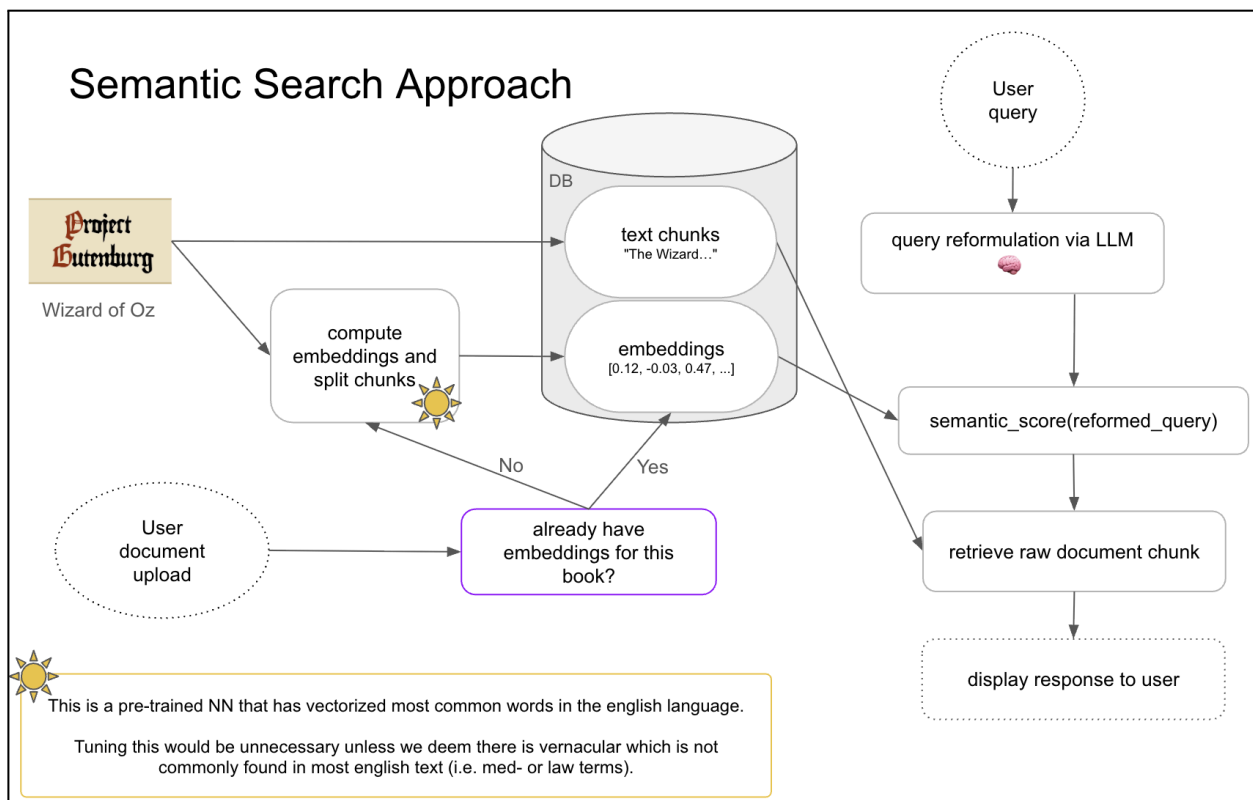 Semantic Search Approach
User
query
DB
Project
Gutenburg
Wizard of Oz
text chunks
"The Wizard…"
query reformulation via LLM
compute
embeddings and
split chunks
embeddings
[0.12, -0.03, 0.47, ...]
semantic_score(reformed_query)
No
Yes
User
document
upload
already have
embeddings for this
book?
retrieve raw document chunk
display response to user
This is a pre-trained NN that has vectorized most common words in the english language.
Tuning this would be unnecessary unless we deem there is vernacular which is not
commonly found in most english text (i.e. med- or law terms).